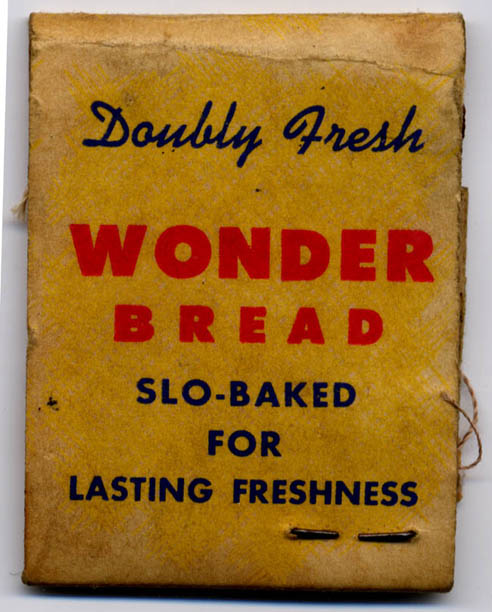 Doubly Fresh
WONDER
BREAD
SLO-BAKED
FOR
LASTING FRESHNESS